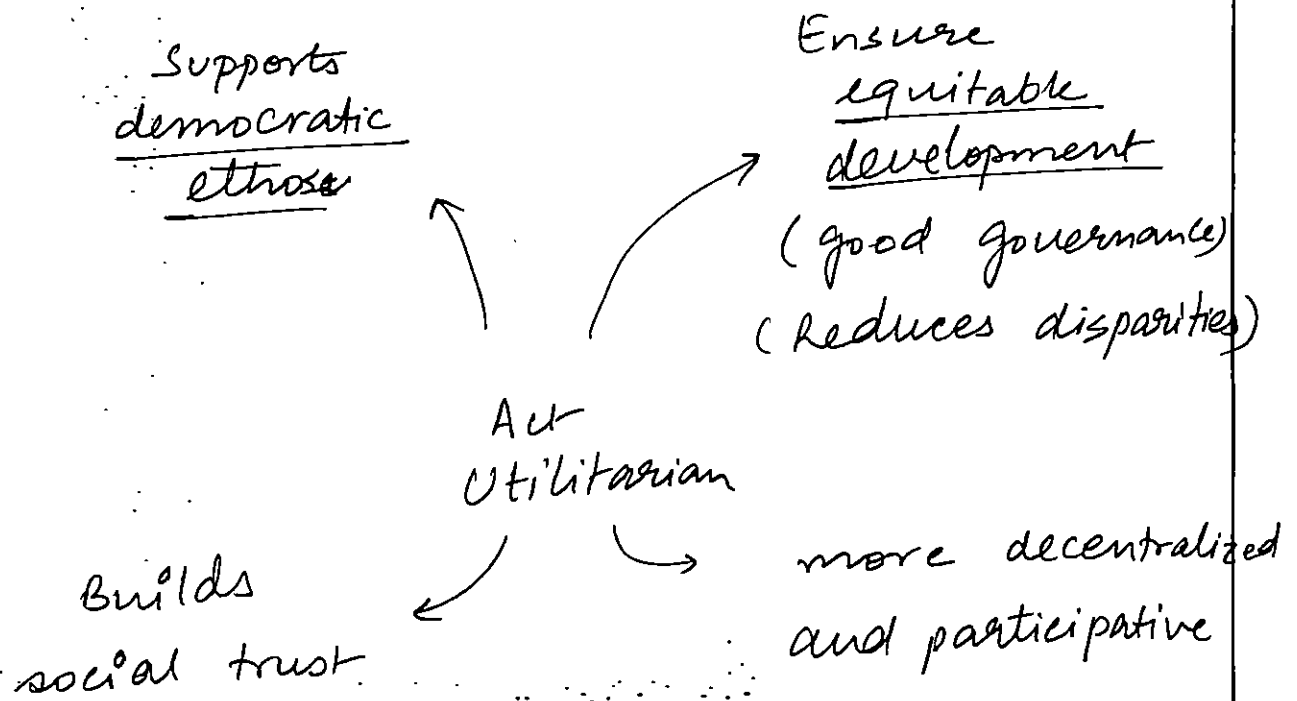 Supports
democratic
ethose
Ensure
equitable
development
(good governance)
(Reduces disparities)
Act
Utilitarian
Builds
social trust
more decentralized
and participative